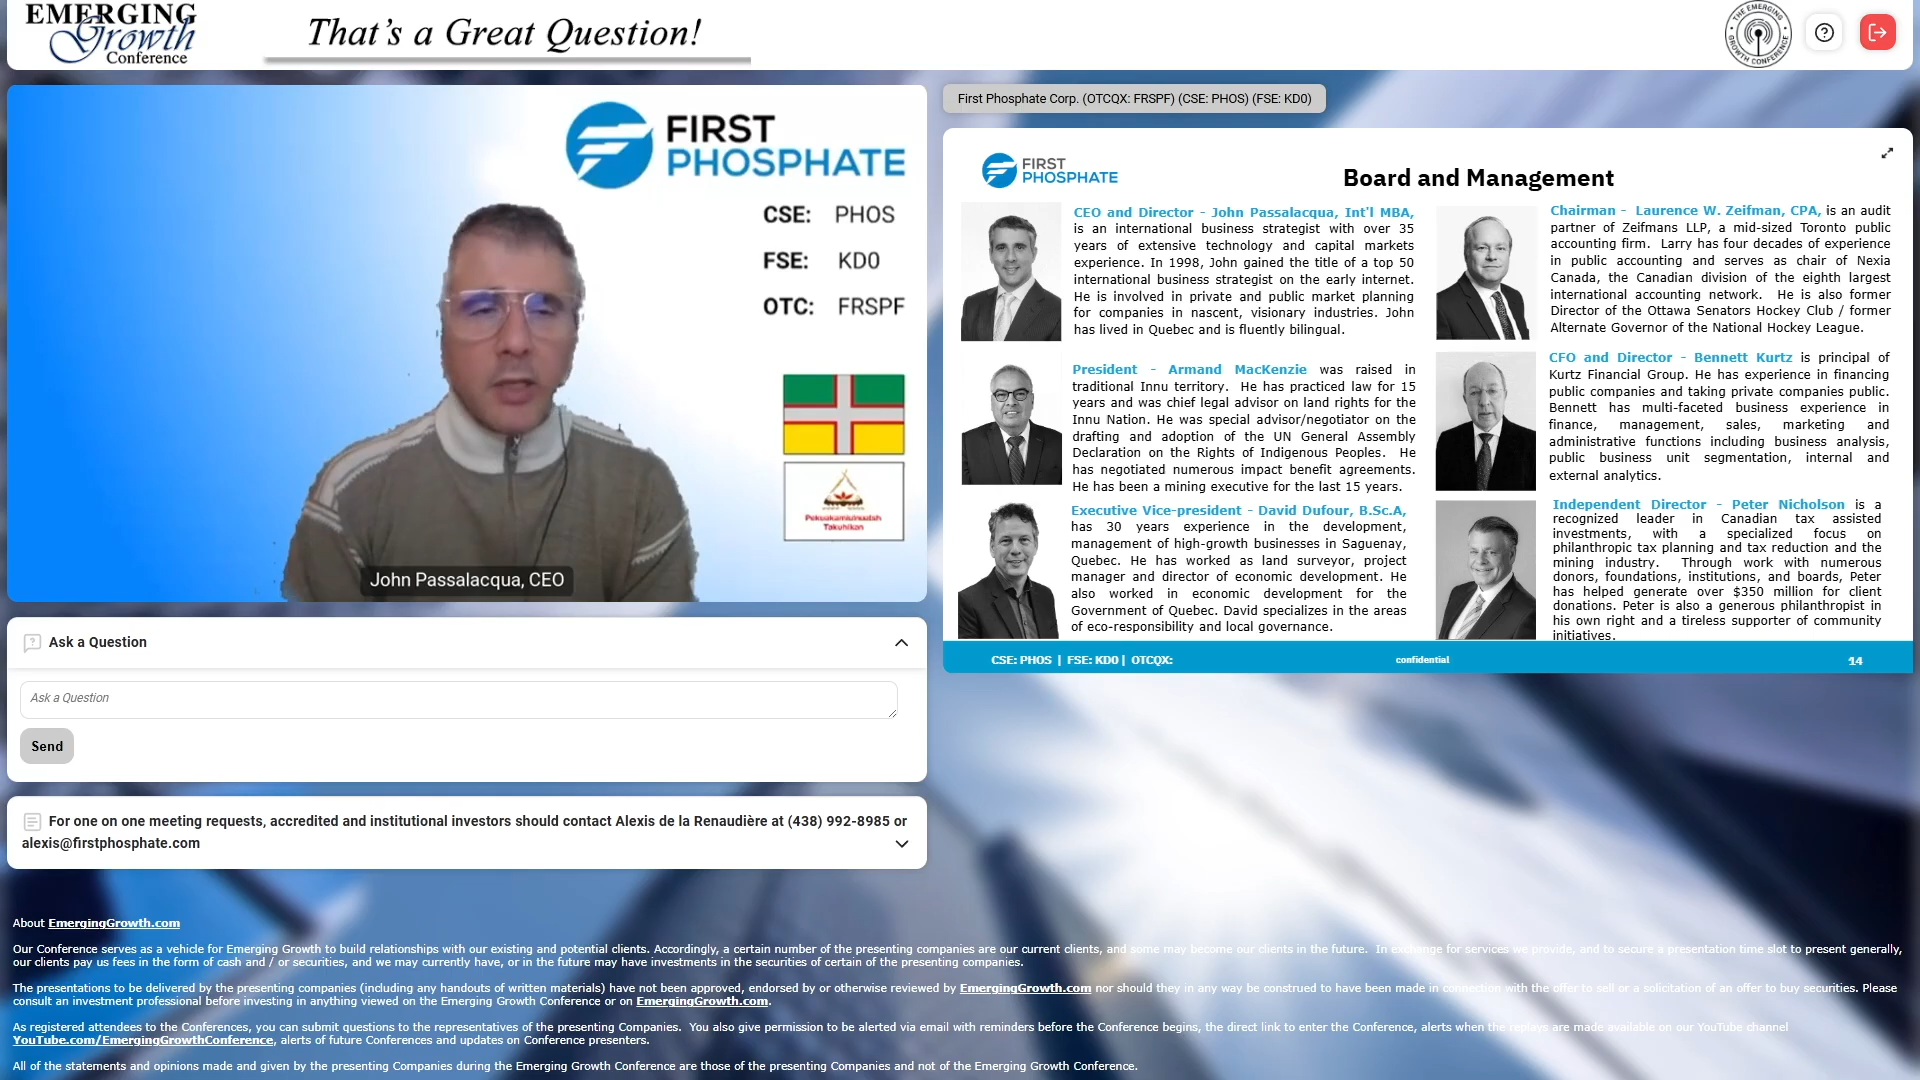 EMERGING
Growth
Conference
That's a Great Question!
THE EMERGING
GROWTH CONFERENCE
FIRST
PHOSPHATE
CSE: PHOS
FSE: KD0
OTC: FRSPF
Pekuakamiulnuatsh
Takuhikan
John Passalacqua, CEO
Ask a Question
Ask a Question
Send
For one on one meeting requests, accredited and institutional investors should contact Alexis de la Renaudière at (438) 992-8985 or
alexis@firstphosphate.com
First Phosphate Corp. (OTCQX: FRSPF) (CSE: PHOS) (FSE: KD0)
FIRST
PHOSPHATE
Board and Management
CEO and Director - John Passalacqua, Int'l MBA,
is an international business strategist with over 35
years of extensive technology and capital markets
experience. In 1998, John gained the title of a top 50
international business strategist on the early internet.
He is involved in private and public market planning
for companies in nascent, visionary industries. John
has lived in Quebec and is fluently bilingual.
President - Armand MacKenzie was raised in
traditional Innu territory. He has practiced law for 15
years and was chief legal advisor on land rights for the
Innu Nation. He was special advisor/negotiator on the
drafting and adoption of the UN General Assembly
Declaration on the Rights of Indigenous Peoples. He
has negotiated numerous impact benefit agreements.
He has been a mining executive for the last 15 years.
Executive Vice-president - David Dufour, B.Sc.A,
has 30 years experience in the development,
management of high-growth businesses in Saguenay,
Quebec. He has worked as land surveyor, project
manager and director of economic development. He
also worked in economic development for the
Government of Quebec. David specializes in the areas
of eco-responsibility and local governance.
Chairman - Laurence W. Zeifman, CPA, is an audit
partner of Zeifmans LLP, a mid-sized Toronto public
accounting firm. Larry has four decades of experience
in public accounting and serves as chair of Nexia
Canada, the Canadian division of the eighth largest
international accounting network. He is also former
Director of the Ottawa Senators Hockey Club / former
Alternate Governor of the National Hockey League.
CFO and Director - Bennett Kurtz is principal of
Kurtz Financial Group. He has experience in financing
public companies and taking private companies public.
Bennett has multi-faceted business experience in
finance, management, sales, marketing and
administrative functions including business analysis,
public business unit segmentation, internal and
external analytics.
Independent Director - Peter Nicholson is a
recognized leader in Canadian tax assisted
investments, with a specialized focus on
philanthropic tax planning and tax reduction and the
mining industry. Through work with numerous
donors, foundations, institutions, and boards, Peter
has helped generate over $350 million for client
donations. Peter is also a generous philanthropist in
his own right and a tireless supporter of community
initiatives.
CSE: PHOS | FSE: KD0 | OTCQX:
confidential
14
About EmergingGrowth.com
Our Conference serves as a vehicle for Emerging Growth to build relationships with our existing and potential clients. Accordingly, a certain number of the presenting companies are our current clients, and some may become our clients in the future. In exchange for services we provide, and to secure a presentation time slot to present generally,
our clients pay us fees in the form of cash and / or securities, and we may currently have, or in the future may have investments in the securities of certain of the presenting companies.
The presentations to be delivered by the presenting companies (including any handouts of written materials) have not been approved, endorsed by or otherwise reviewed by EmergingGrowth.com nor should they in any way be construed to have been made in connection with the offer to sell or a solicitation of an offer to buy securities. Please
consult an investment professional before investing in anything viewed on the Emerging Growth Conference or on EmergingGrowth.com.
As registered attendees to the Conferences, you can submit questions to the representatives of the presenting Companies. You also give permission to be alerted via email with reminders before the Conference begins, the direct link to enter the Conference, alerts when the replays are made available on our YouTube channel
YouTube.com/EmergingGrowthConference, alerts of future Conferences and updates on Conference presenters.
All of the statements and opinions made and given by the presenting Companies during the Emerging Growth Conference are those of the presenting Companies and not of the Emerging Growth Conference.